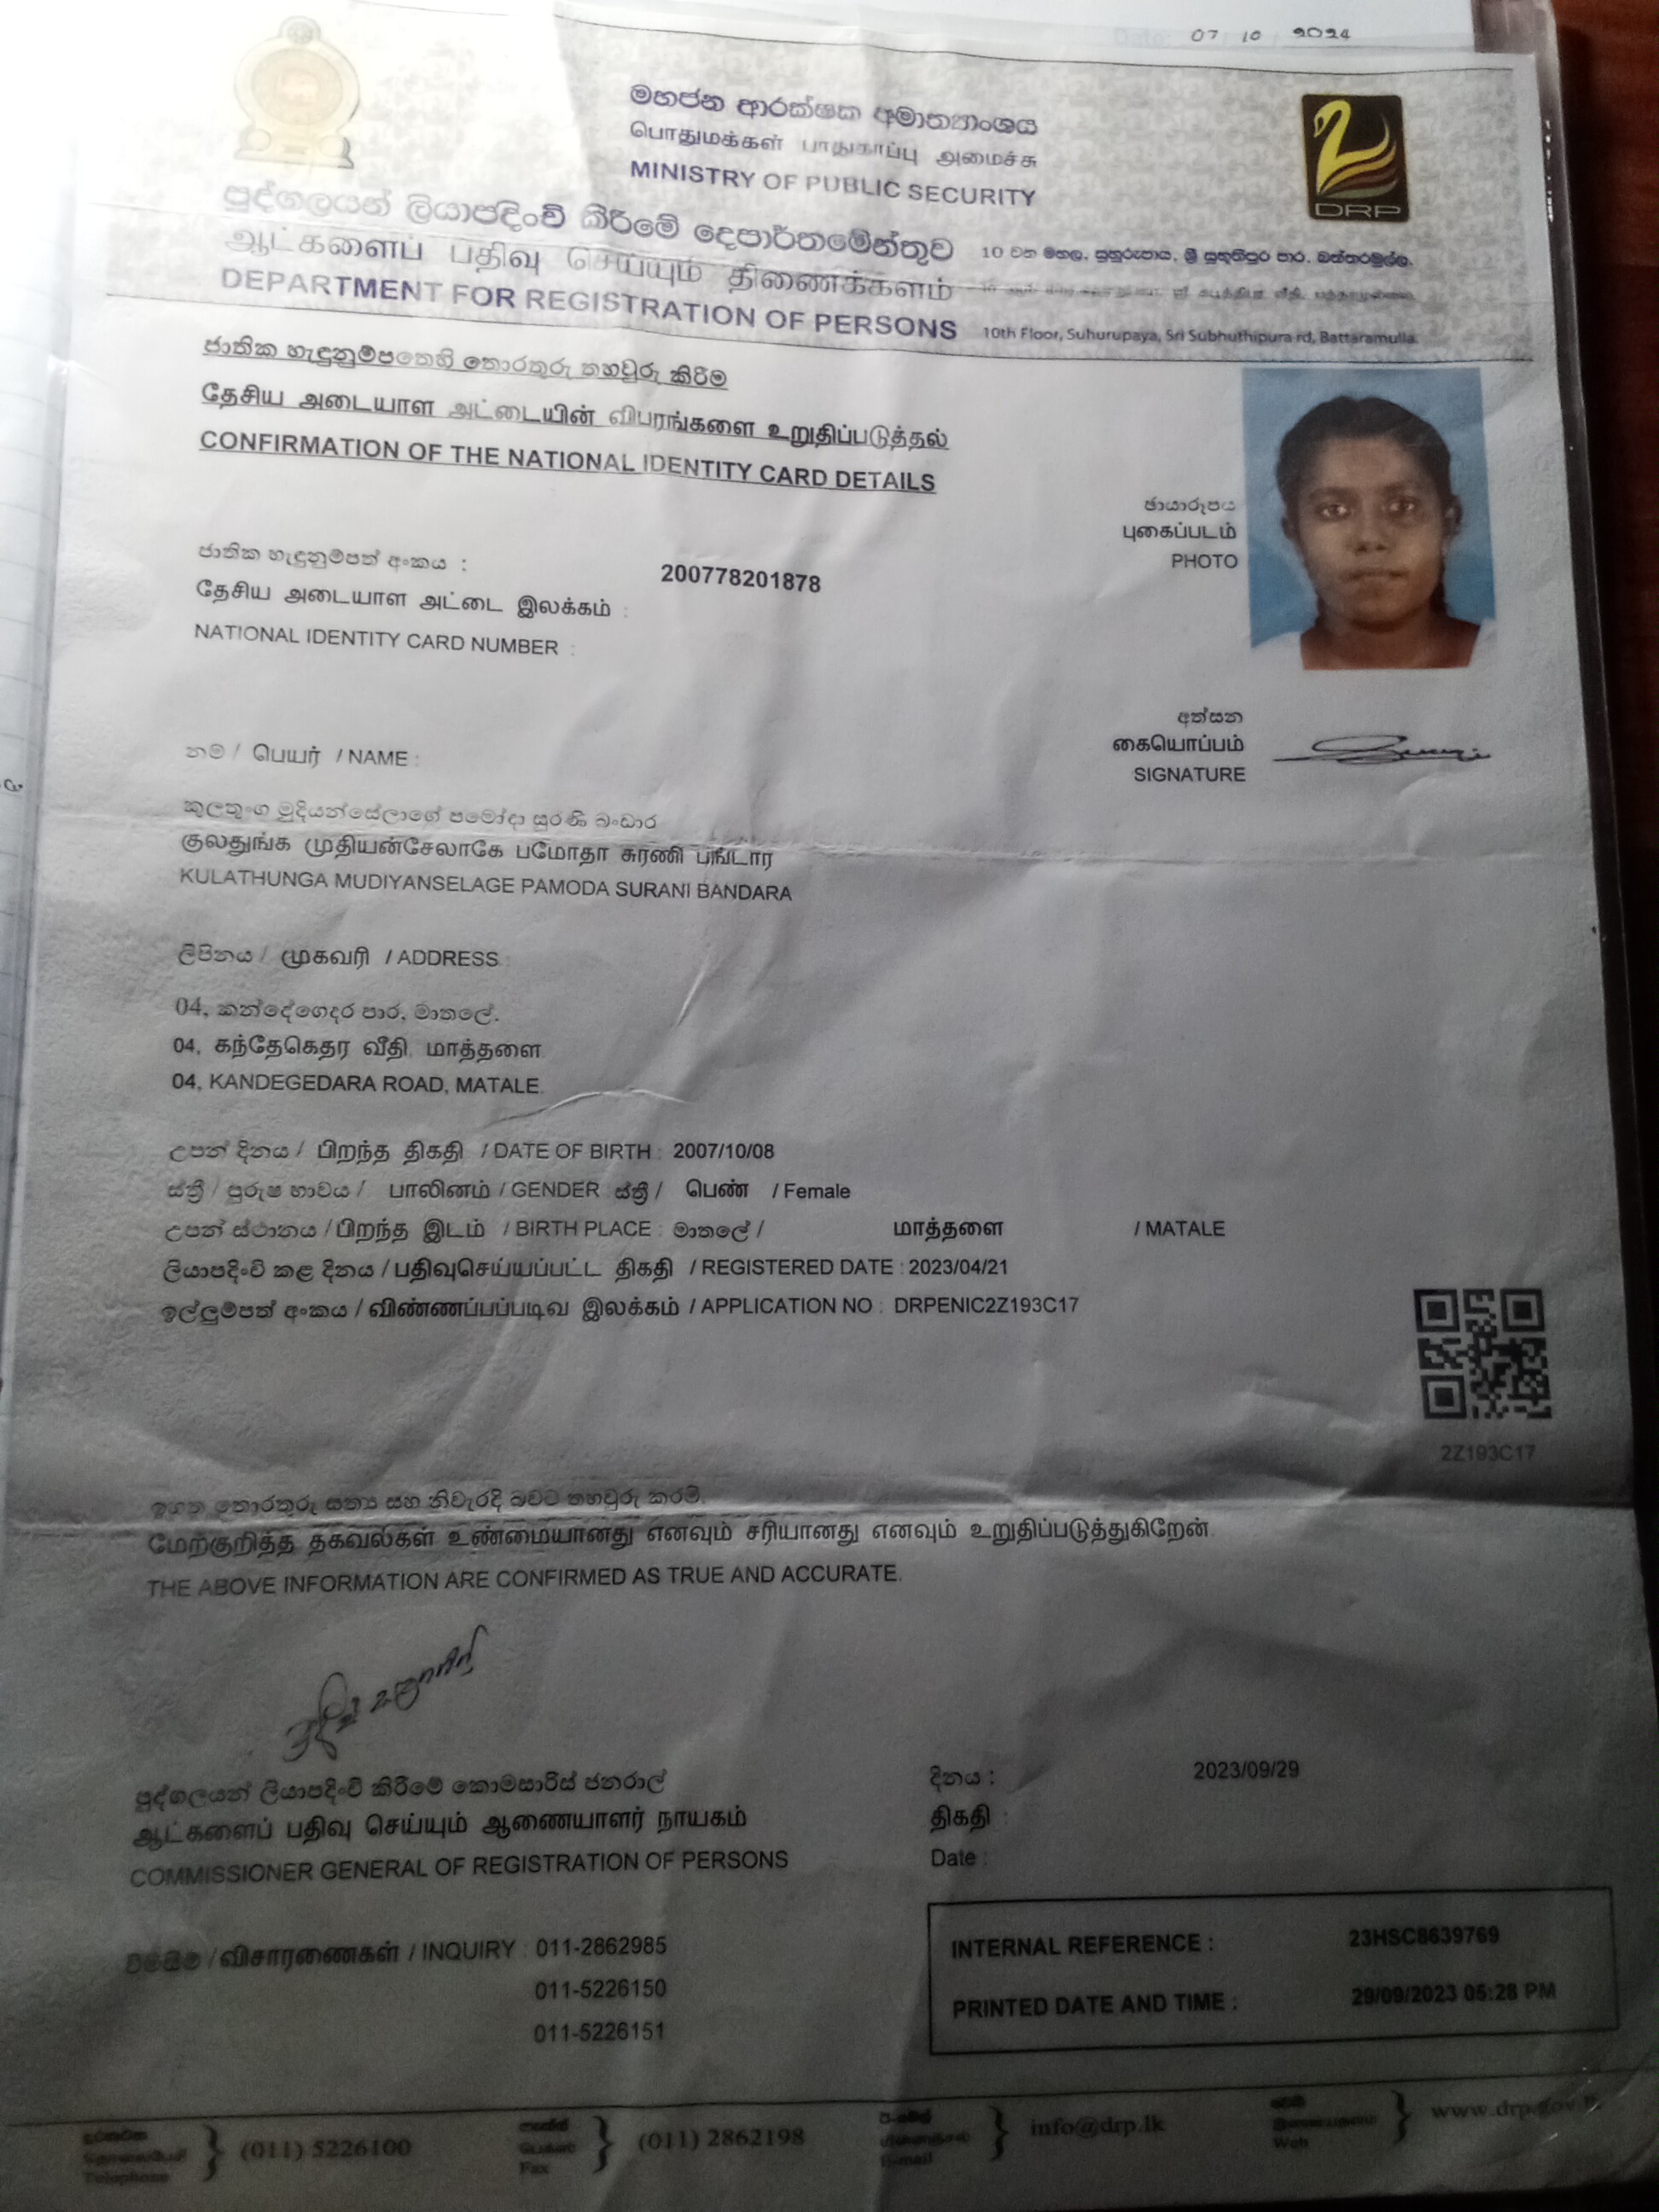 07 10 2024
මහජන ආරක්ෂක අමාත්‍යාංශය
பொதுமக்கள் பாதுகாப்பு அமைச்சு
MINISTRY OF PUBLIC SECURITY
DRP
පුද්ගලයන් ලියාපදිංචි කිරීමේ දෙපාර්තමේන්තුව
ஆட்களைப் பதிவு செய்யும் திணைக்களம்
DEPARTMENT FOR REGISTRATION OF PERSONS
10 වන මහල, සුහුරුපාය, ශ්‍රී සුභූතිපුර පාර, බත්තරමුල්ල.
10th Floor, Suhurupaya, Sri Subhuthipura rd, Battaramulla.
ජාතික හැඳුනුම්පතෙහි තොරතුරු තහවුරු කිරීම
தேசிய அடையாள அட்டையின் விபரங்களை உறுதிப்படுத்தல்
CONFIRMATION OF THE NATIONAL IDENTITY CARD DETAILS
ඡායාරූපය
புகைப்படம்
PHOTO
ජාතික හැඳුනුම්පත් අංකය :
தேசிய அடையாள அட்டை இலக்கம் :
NATIONAL IDENTITY CARD NUMBER :
200778201878
අත්සන
கையொப்பம்
SIGNATURE
නම / பெயர் / NAME :
කුලතුංග මුදියන්සේලාගේ පමෝදා සුරණි බංඩාර
குலதுங்க முதியன்சேலாகே பமோதா சுரணி பங்டார
KULATHUNGA MUDIYANSELAGE PAMODA SURANI BANDARA
ලිපිනය / முகவரி / ADDRESS :
04, කන්දේගෙදර පාර, මාතලේ.
04, கந்தேகெதர வீதி, மாத்தளை
04, KANDEGEDARA ROAD, MATALE.
උපන් දිනය / பிறந்த திகதி / DATE OF BIRTH : 2007/10/08
ස්ත්‍රී / පුරුෂ භාවය / பாலினம் / GENDER ස්ත්‍රී / பெண் / Female
උපන් ස්ථානය / பிறந்த இடம் / BIRTH PLACE : මාතලේ / மாத்தளை / MATALE
ලියාපදිංචි කළ දිනය / பதிவுசெய்யப்பட்ட திகதி / REGISTERED DATE : 2023/04/21
ඉල්ලුම්පත් අංකය / விண்ணப்பப்படிவ இலக்கம் / APPLICATION NO : DRPENIC2Z193C17
2Z193C17
ඉහත තොරතුරු සත්‍ය සහ නිවැරදි බවට තහවුරු කරමි.
மேற்குறித்த தகவல்கள் உண்மையானது எனவும் சரியானது எனவும் உறுதிப்படுத்துகிறேன்.
THE ABOVE INFORMATION ARE CONFIRMED AS TRUE AND ACCURATE.
පුද්ගලයන් ලියාපදිංචි කිරීමේ කොමසාරිස් ජනරාල්
ஆட்களைப் பதிவு செய்யும் ஆணையாளர் நாயகம்
COMMISSIONER GENERAL OF REGISTRATION OF PERSONS
දිනය :
திகதி :
Date :
2023/09/29
විමසීම් / விசாரணைகள் / INQUIRY : 011-2862985
011-5226150
011-5226151
INTERNAL REFERENCE : 23HSC8639769
PRINTED DATE AND TIME : 29/09/2023 05:28 PM
Telephone
(011) 5226100
Fax
(011) 2862198
E-mail
info@drp.lk
Web
www.drp.gov.